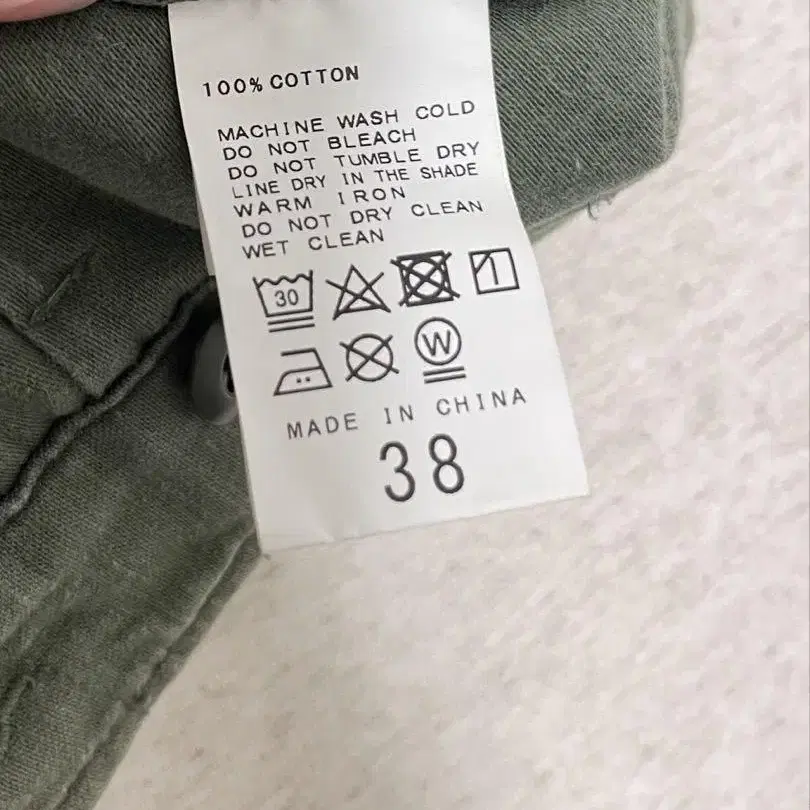 100% COTTON
MACHINE WASH COLD
DO NOT BLEACH
DO NOT TUMBLE DRY
LINE DRY IN THE SHADE
WARM IRON
DO NOT DRY CLEAN
WET CLEAN
30
W
MADE IN CHINA
38